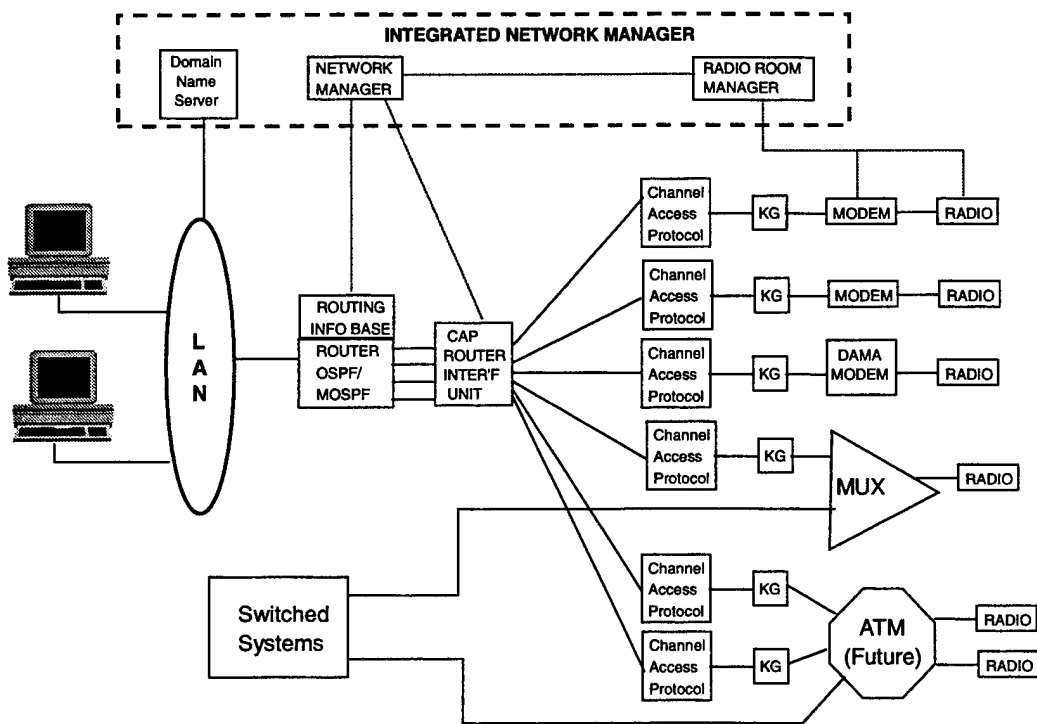 INTEGRATED NETWORK MANAGER
Domain
Name
Server
NETWORK
MANAGER
RADIO ROOM
MANAGER
Channel
Access
Protocol
KG
MODEM
RADIO
Channel
Access
Protocol
KG
MODEM
RADIO
ROUTING
INFO BASE
ROUTER
OSPF/
MOSPF
CAP
ROUTER
INTER'F
UNIT
L
A
N
Channel
Access
Protocol
KG
DAMA
MODEM
RADIO
Channel
Access
Protocol
KG
MUX
RADIO
Switched
Systems
Channel
Access
Protocol
KG
ATM
(Future)
RADIO
RADIO
Channel
Access
Protocol
KG